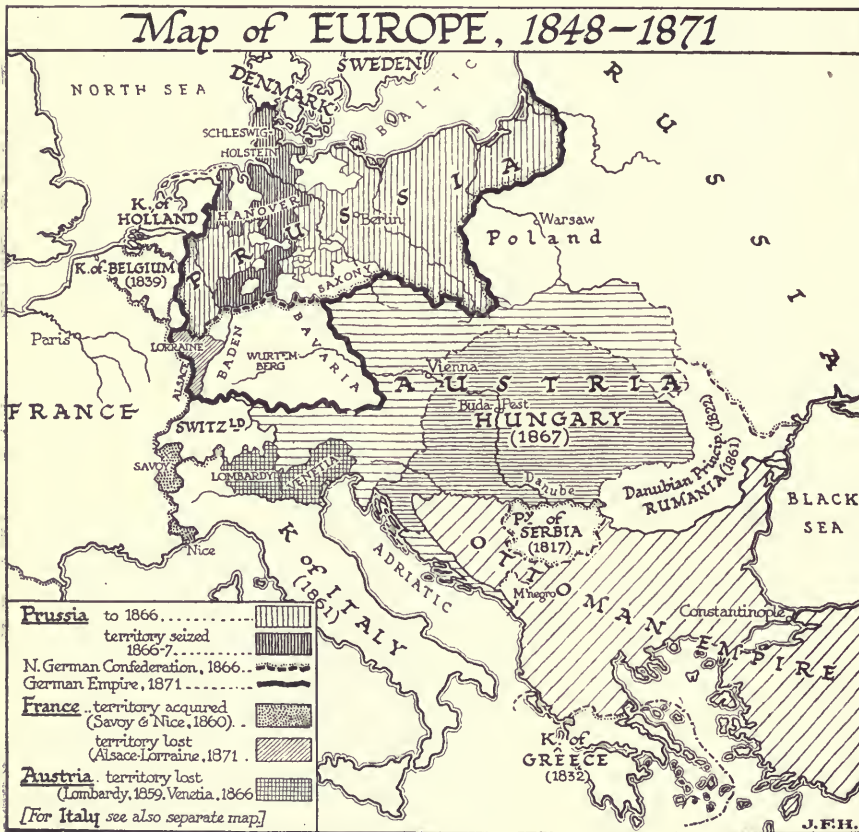 Map of EUROPE, 1848–1871
NORTH SEA
DENMARK
SWEDEN
BALTIC
RUSSIA
SCHLESWIG-
HOLSTEIN
K. of
HOLLAND
HANOVER
PRUSSIA
Berlin
Warsaw
Poland
K. of BELGIUM
(1839)
SAXONY
Paris
LORRAINE
ALSACE
BADEN
WURTEM
BERG
BAVARIA
Vienna
AUSTRIA
Buda-Pest
HUNGARY
(1867)
FRANCE
SWITZLD
SAVOY
LOMBARDY
VENETIA
Danube
Danubian Princip. (1822)
RUMANIA (1861)
BLACK
SEA
Py of
SERBIA
(1817)
Nice
K of ITALY
(1861)
ADRIATIC
M'negro
OTTOMAN EMPIRE
Constantinople
K. of
GREECE
(1832)
Prussia to 1866
territory seized
1866-7
N. German Confederation, 1866
German Empire, 1871
France .. territory acquired
(Savoy & Nice, 1860)
territory lost
(Alsace-Lorraine, 1871
Austria . territory lost
(Lombardy, 1859. Venetia, 1866
[For Italy see also separate map]
J.F.H.